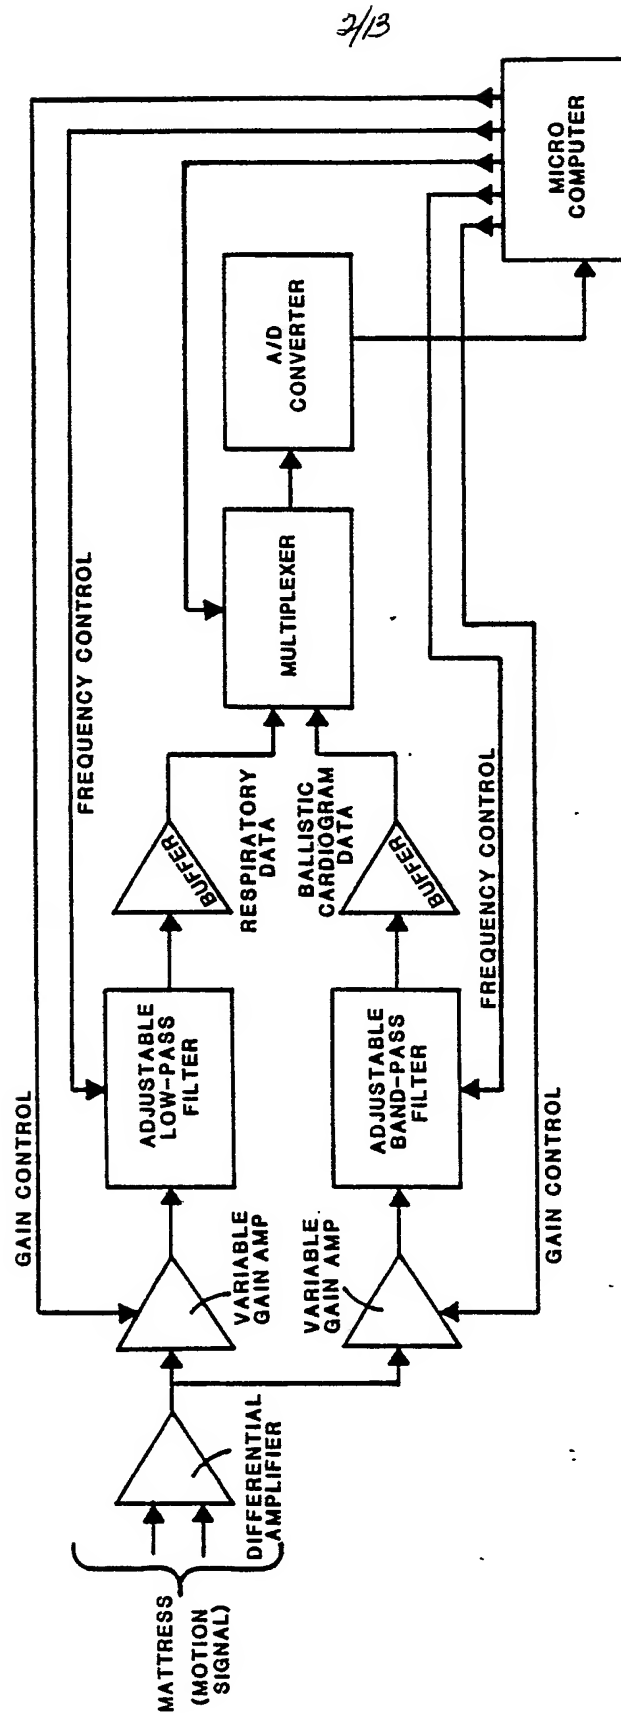 2/13
GAIN CONTROL
FREQUENCY CONTROL
MATTRESS
(MOTION
SIGNAL)
DIFFERENTIAL
AMPLIFIER
VARIABLE
GAIN AMP
ADJUSTABLE
LOW-PASS
FILTER
BUFFER
RESPIRATORY
DATA
VARIABLE
GAIN AMP
ADJUSTABLE
BAND-PASS
FILTER
BUFFER
BALLISTIC
CARDIOGRAM
DATA
MULTIPLEXER
A/D
CONVERTER
MICRO
COMPUTER
FREQUENCY CONTROL
GAIN CONTROL